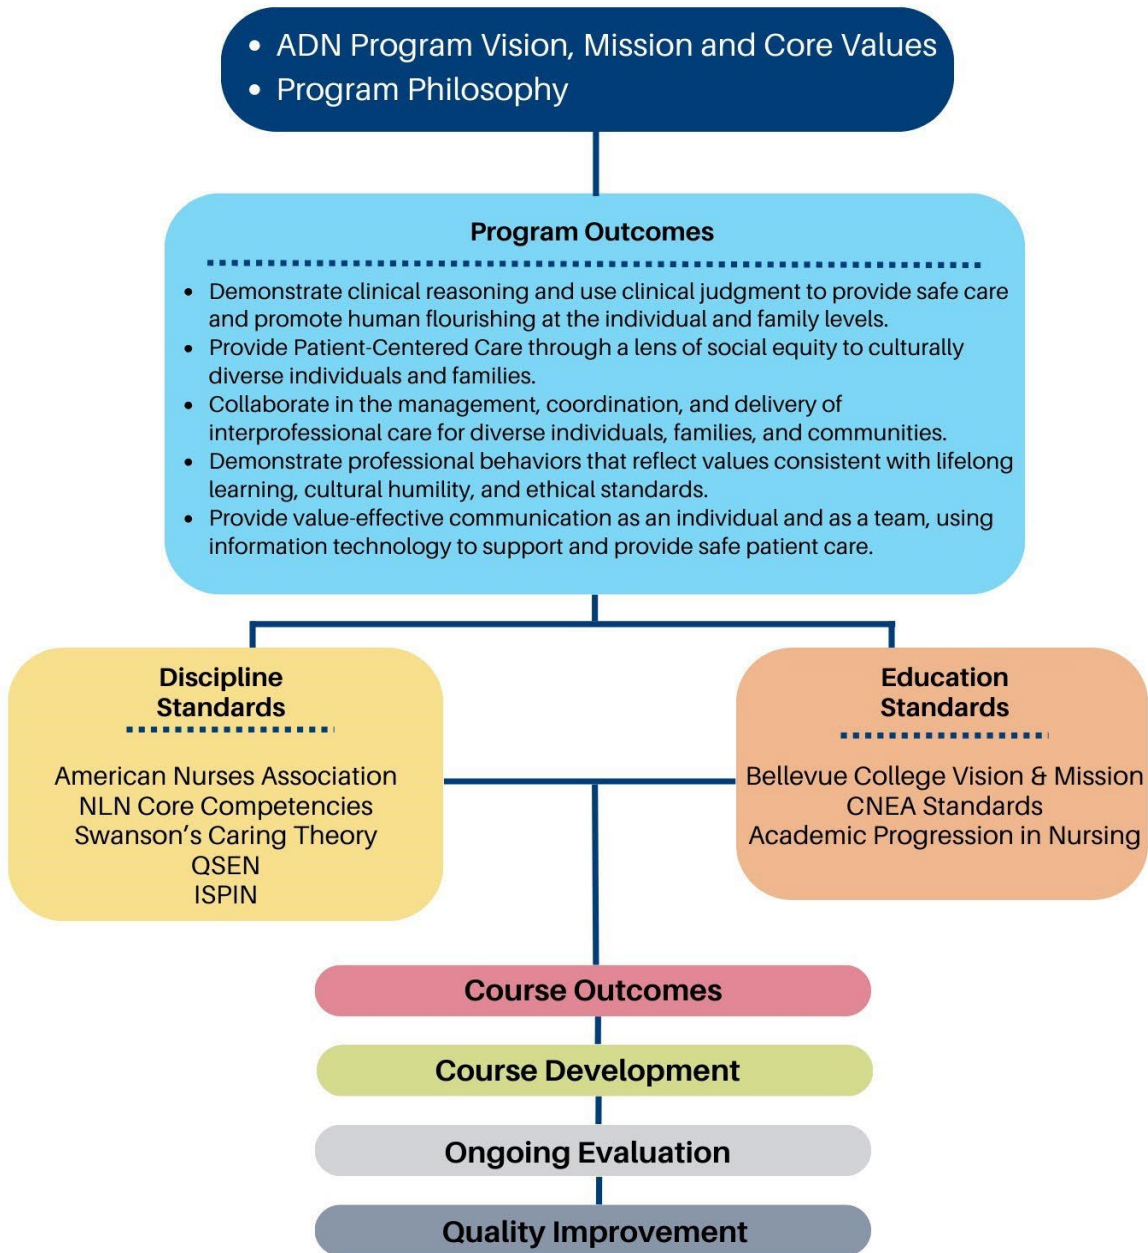 • ADN Program Vision, Mission and Core Values
• Program Philosophy
Program Outcomes
• Demonstrate clinical reasoning and use clinical judgment to provide safe care
and promote human flourishing at the individual and family levels.
• Provide Patient-Centered Care through a lens of social equity to culturally
diverse individuals and families.
• Collaborate in the management, coordination, and delivery of
interprofessional care for diverse individuals, families, and communities.
• Demonstrate professional behaviors that reflect values consistent with lifelong
learning, cultural humility, and ethical standards.
• Provide value-effective communication as an individual and as a team, using
information technology to support and provide safe patient care.
Discipline
Standards
American Nurses Association
NLN Core Competencies
Swanson’s Caring Theory
QSEN
ISPIN
Education
Standards
Bellevue College Vision & Mission
CNEA Standards
Academic Progression in Nursing
Course Outcomes
Course Development
Ongoing Evaluation
Quality Improvement